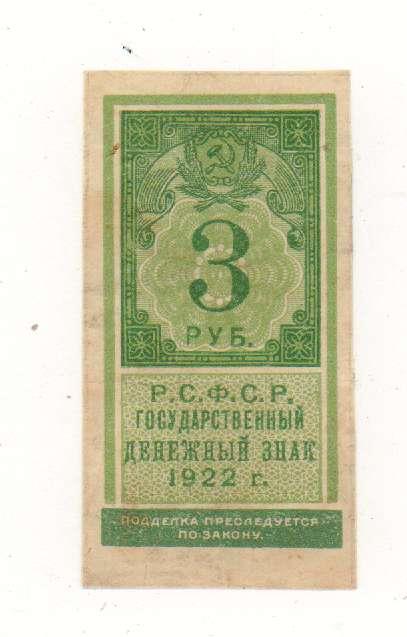 3
РУБ.
Р.С.Ф.С.Р.
ГОСУДАРСТВЕННЫЙ
ДЕНЕЖНЫЙ ЗНАК
1922 г.
ПОДДЕЛКА ПРЕСЛЕДУЕТСЯ
ПО ЗАКОНУ.